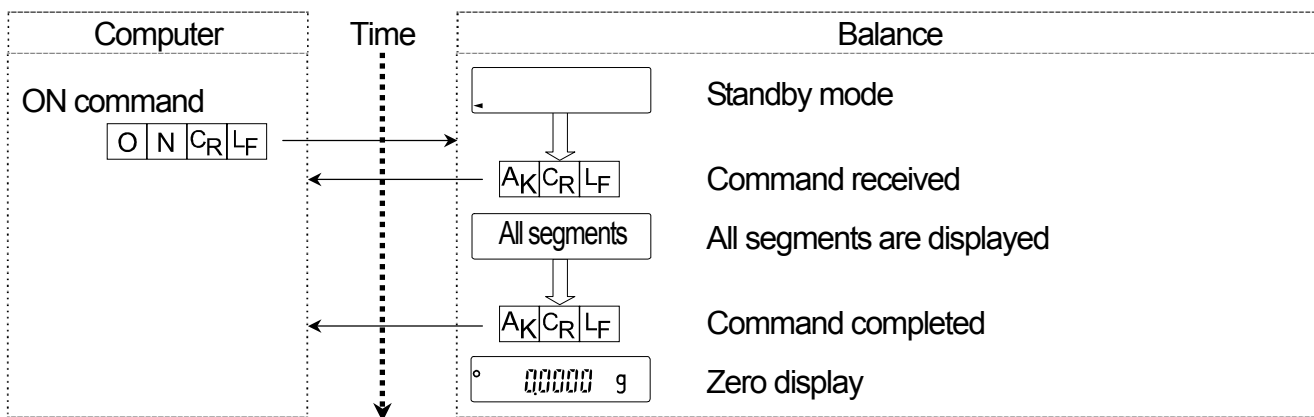 Computer Time Balance
Standby mode
ON command
O N CR LF
AK CR LF Command received
All segments All segments are displayed
AK CR LF Command completed
0.0000 g Zero display